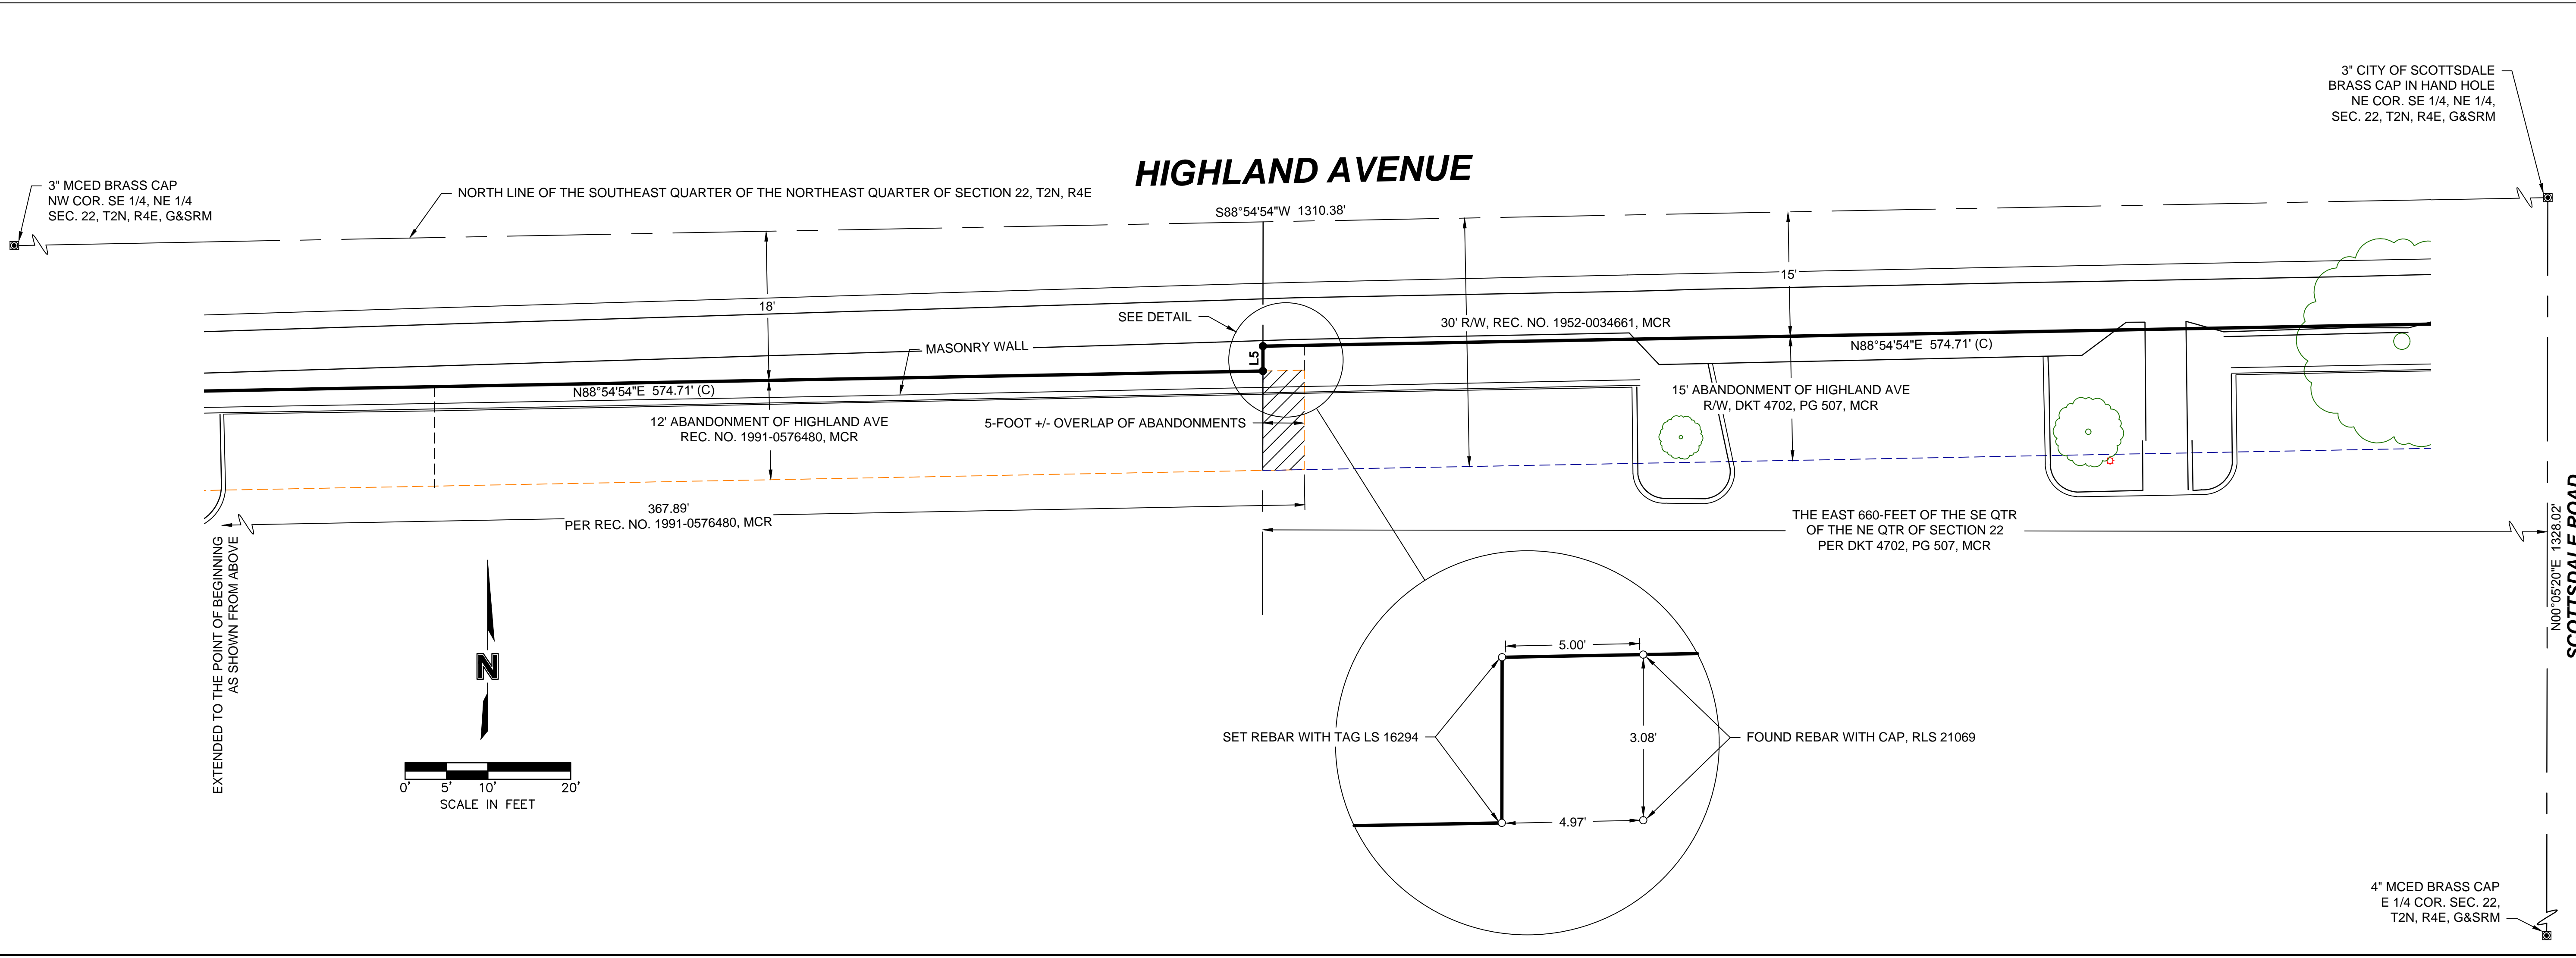 3" CITY OF SCOTTSDALE
BRASS CAP IN HAND HOLE
NE COR. SE 1/4, NE 1/4,
SEC. 22, T2N, R4E, G&SRM
HIGHLAND AVENUE
3" MCED BRASS CAP
NW COR. SE 1/4, NE 1/4
SEC. 22, T2N, R4E, G&SRM
NORTH LINE OF THE SOUTHEAST QUARTER OF THE NORTHEAST QUARTER OF SECTION 22, T2N, R4E
S88°54'54"W 1310.38'
18'
15'
SEE DETAIL
30' R/W, REC. NO. 1952-0034661, MCR
MASONRY WALL
L5
N88°54'54"E 574.71' (C)
N88°54'54"E 574.71' (C)
12' ABANDONMENT OF HIGHLAND AVE
REC. NO. 1991-0576480, MCR
5-FOOT +/- OVERLAP OF ABANDONMENTS
15' ABANDONMENT OF HIGHLAND AVE
R/W, DKT 4702, PG 507, MCR
367.89'
PER REC. NO. 1991-0576480, MCR
THE EAST 660-FEET OF THE SE QTR
OF THE NE QTR OF SECTION 22
PER DKT 4702, PG 507, MCR
EXTENDED TO THE POINT OF BEGINNING
AS SHOWN FROM ABOVE
N00°05'20"E 1328.02'
SCOTTSDALE ROAD
N
0' 5' 10' 20'
SCALE IN FEET
5.00'
SET REBAR WITH TAG LS 16294
3.08'
FOUND REBAR WITH CAP, RLS 21069
4.97'
4" MCED BRASS CAP
E 1/4 COR. SEC. 22,
T2N, R4E, G&SRM